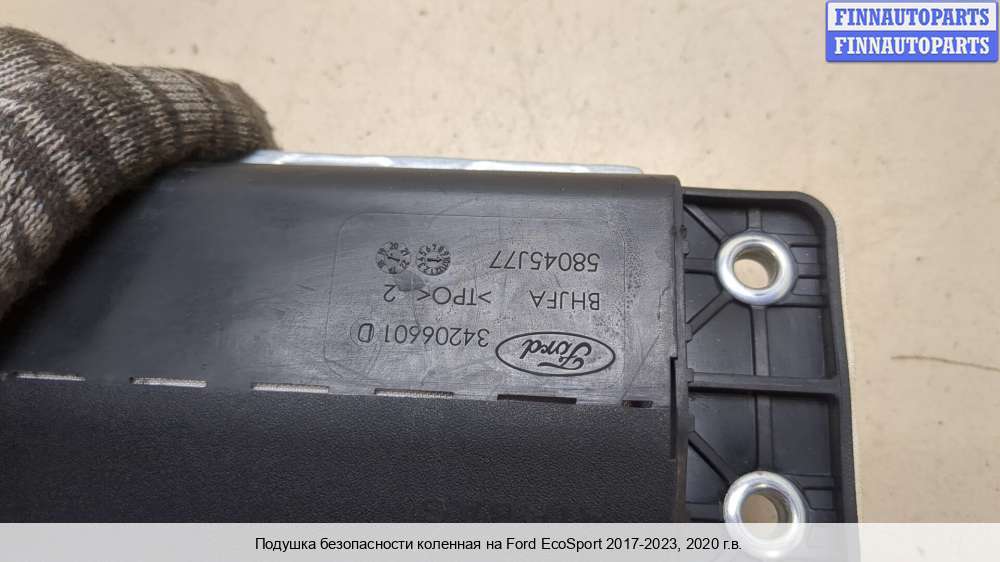 FINNAUTOPARTS
FINNAUTOPARTS
Ford
34206601 D
BHJFA >TPO< 2
58045J77
Подушка безопасности коленная на Ford EcoSport 2017-2023, 2020 г.в.